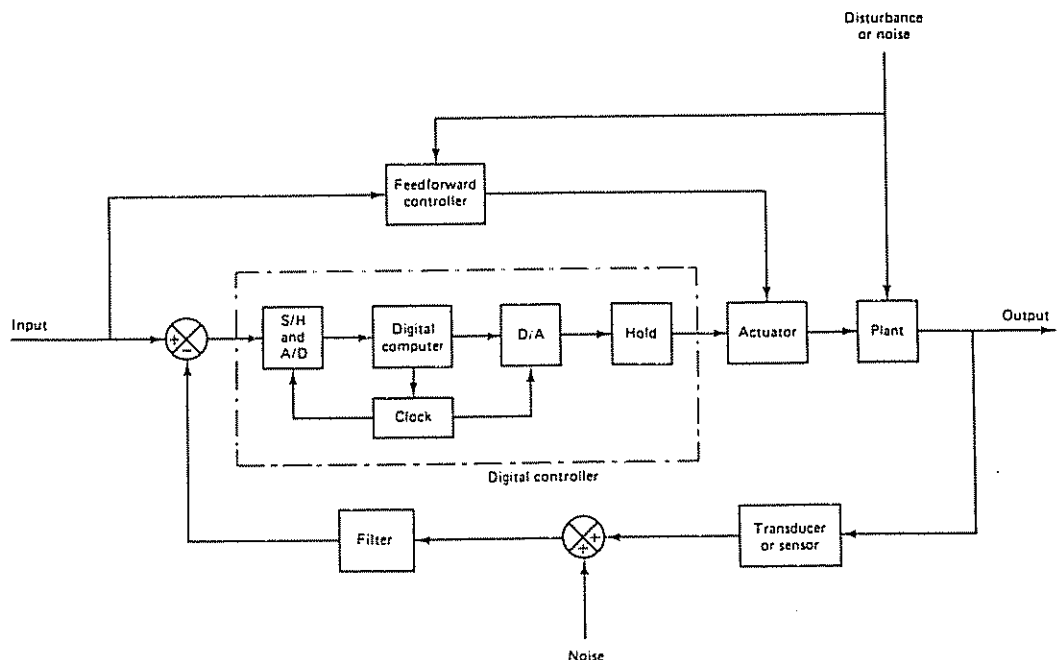 Disturbance
or noise
Feedforward
controller
Input
+
−
S/H
and
A/D
Digital
computer
D/A
Hold
Actuator
Plant
Output
Clock
Digital controller
Filter
+
+
Transducer
or sensor
Noise